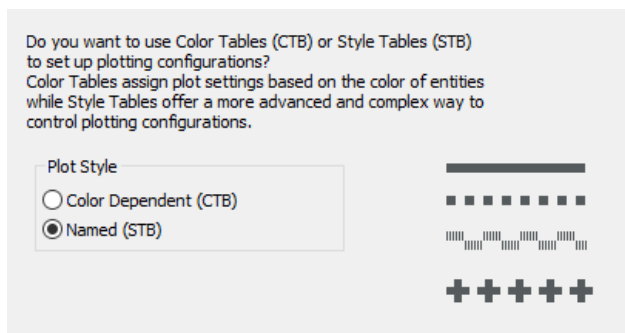 Do you want to use Color Tables (CTB) or Style Tables (STB)
to set up plotting configurations?
Color Tables assign plot settings based on the color of entities
while Style Tables offer a more advanced and complex way to
control plotting configurations.
Plot Style
Color Dependent (CTB)
Named (STB)